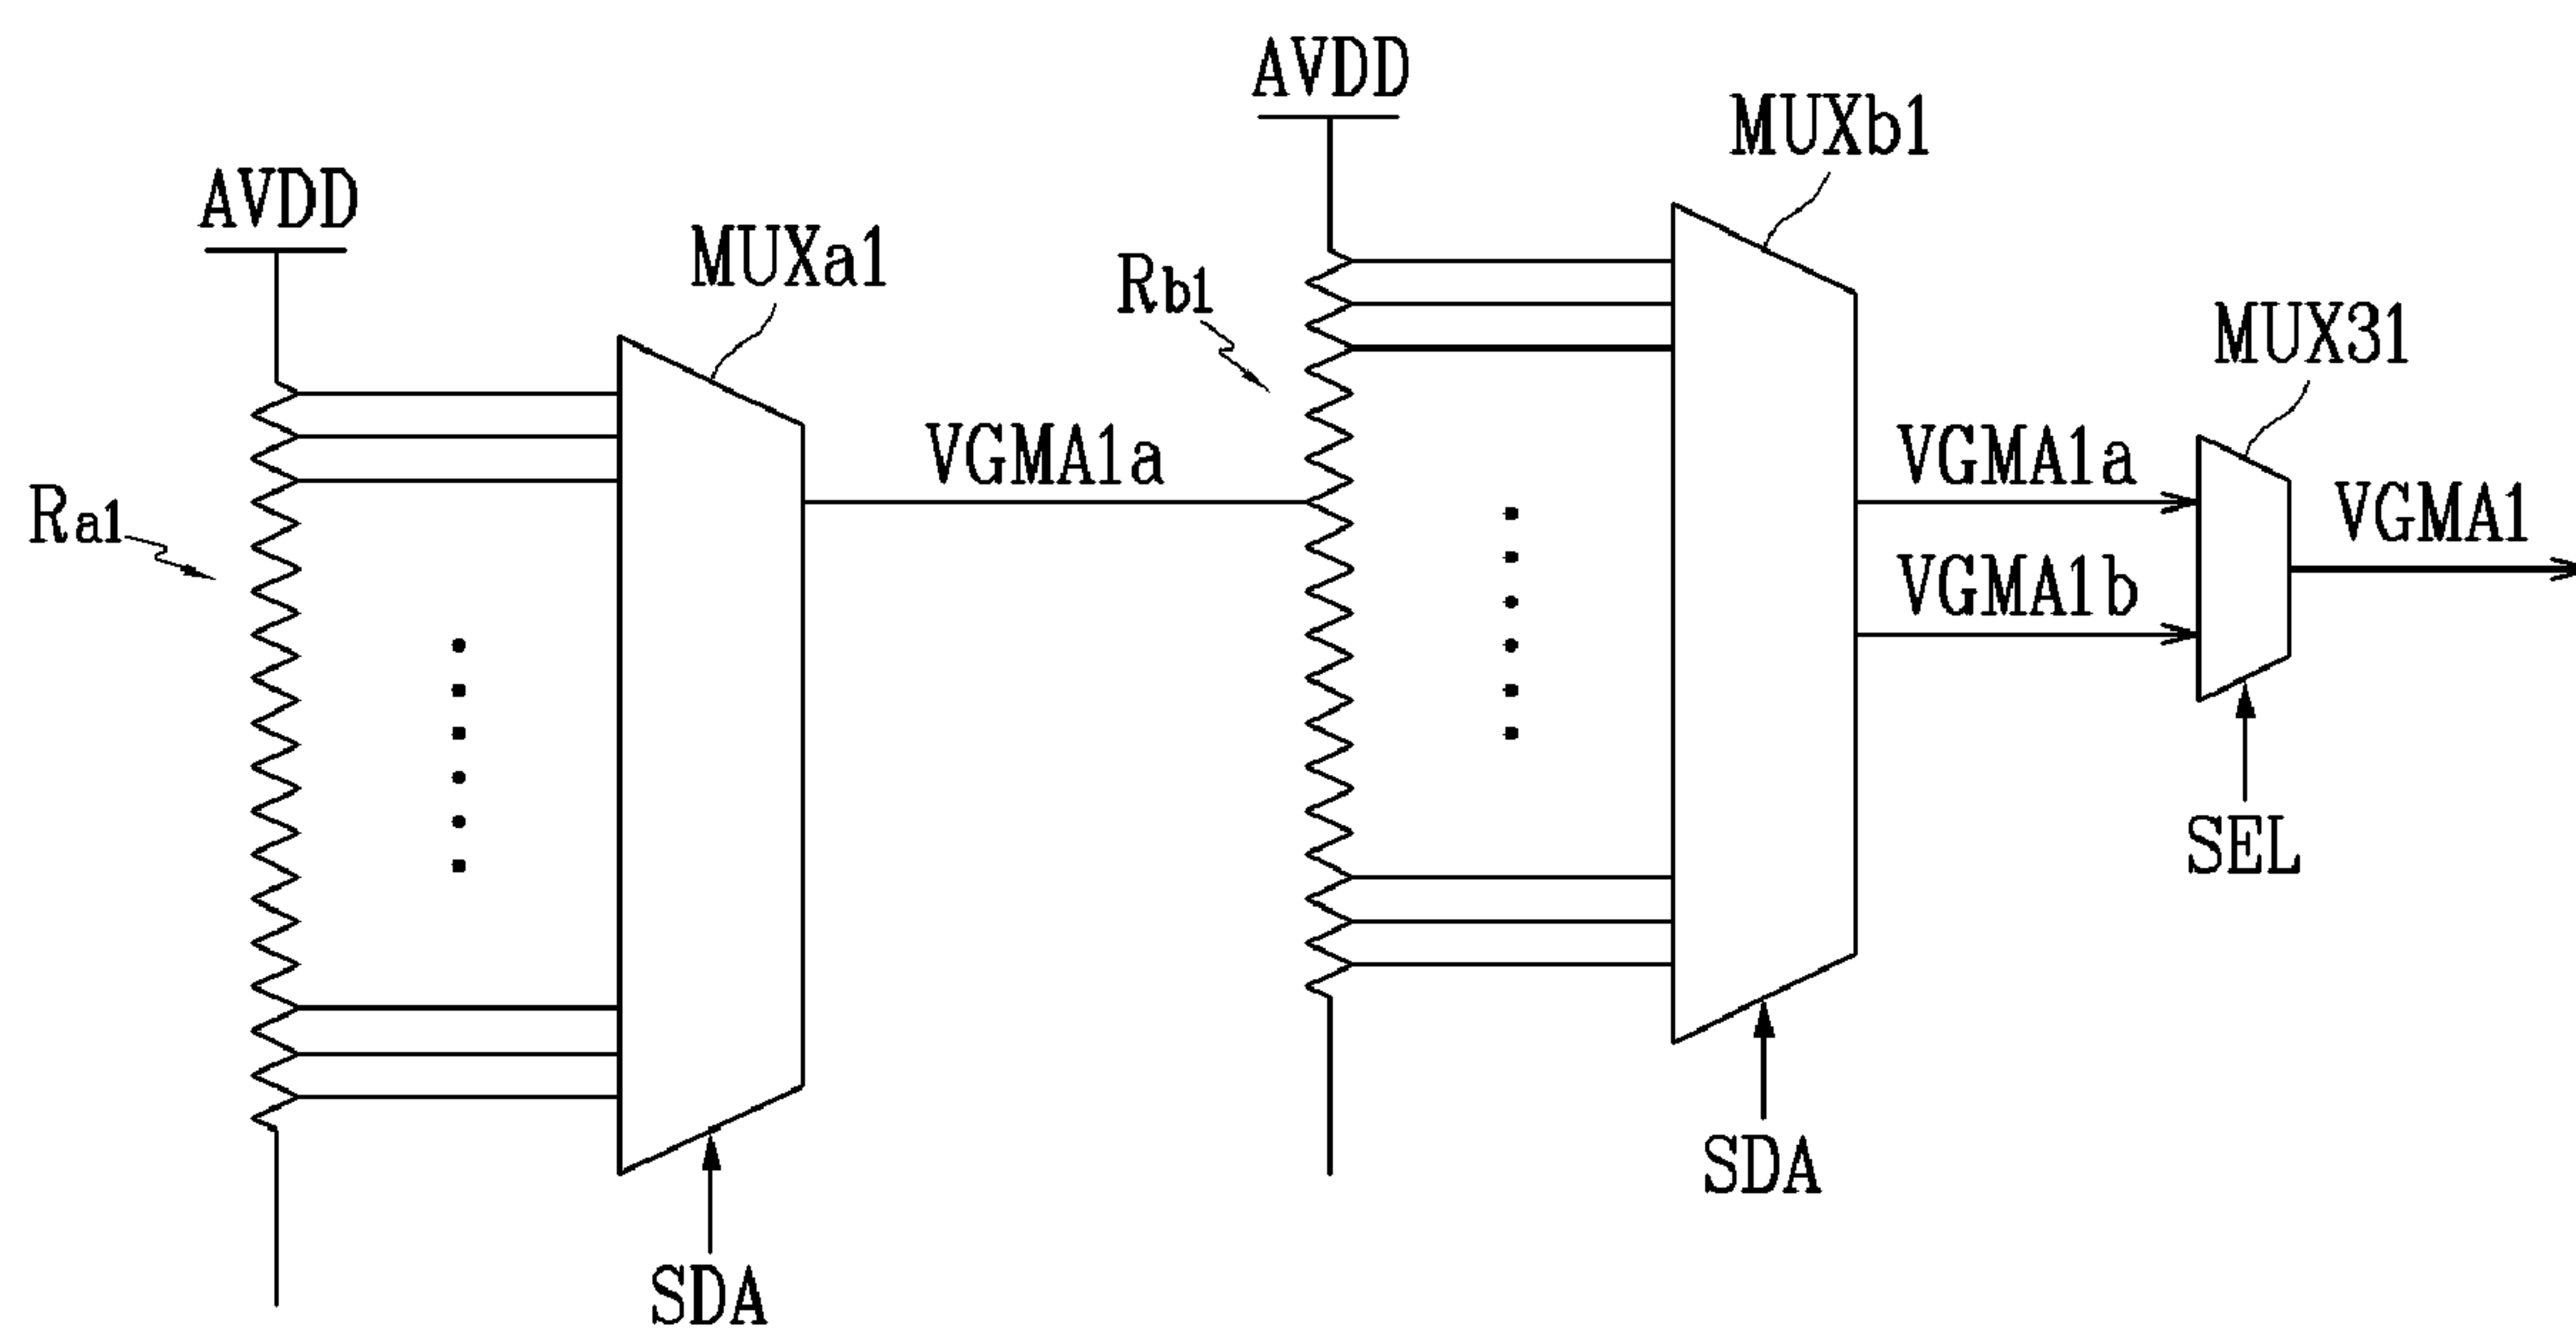 AVDD
MUXb1
AVDD
MUXa1
Rb1
MUX31
VGMA1a
VGMA1a
VGMA1
Ra1
VGMA1b
SEL
SDA
SDA